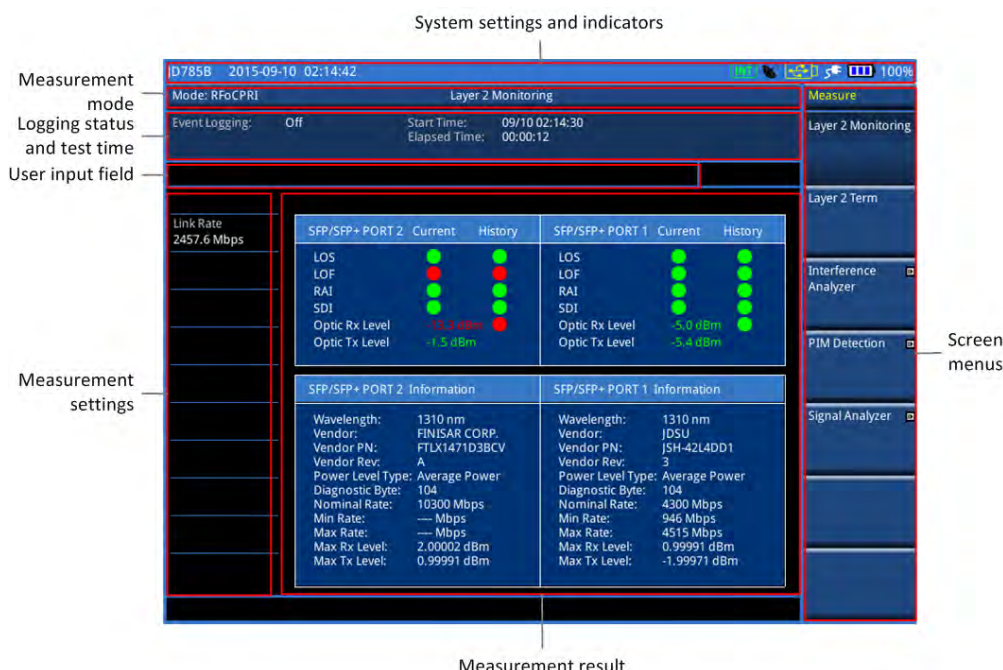 System settings and indicators
JD785B 2015-09-10 02:14:42 INT 100%
Measurement mode
Mode: RFoCPRI Layer 2 Monitoring
Logging status and test time
Event Logging: Off Start Time: 09/10 02:14:30
Elapsed Time: 00:00:12
User input field
Measurement settings
Link Rate
2457.6 Mbps
SFP/SFP+ PORT 2 Current History
LOS
LOF
RAI
SDI
Optic Rx Level dBm
Optic Tx Level -1.5 dBm
SFP/SFP+ PORT 1 Current History
LOS
LOF
RAI
SDI
Optic Rx Level -5.0 dBm
Optic Tx Level -5.4 dBm
SFP/SFP+ PORT 2 Information
Wavelength: 1310 nm
Vendor: FINISAR CORP.
Vendor PN: FTLX1471D3BCV
Vendor Rev: A
Power Level Type: Average Power
Diagnostic Byte: 104
Nominal Rate: 10300 Mbps
Min Rate: ---- Mbps
Max Rate: ---- Mbps
Max Rx Level: 2.00002 dBm
Max Tx Level: 0.99991 dBm
SFP/SFP+ PORT 1 Information
Wavelength: 1310 nm
Vendor: JDSU
Vendor PN: JSH-42L4DD1
Vendor Rev: 3
Power Level Type: Average Power
Diagnostic Byte: 104
Nominal Rate: 4300 Mbps
Min Rate: 946 Mbps
Max Rate: 4515 Mbps
Max Rx Level: 0.99991 dBm
Max Tx Level: -1.99971 dBm
Measure
Layer 2 Monitoring
Layer 2 Term
Interference
Analyzer
PIM Detection
Signal Analyzer
Screen menus
Measurement result